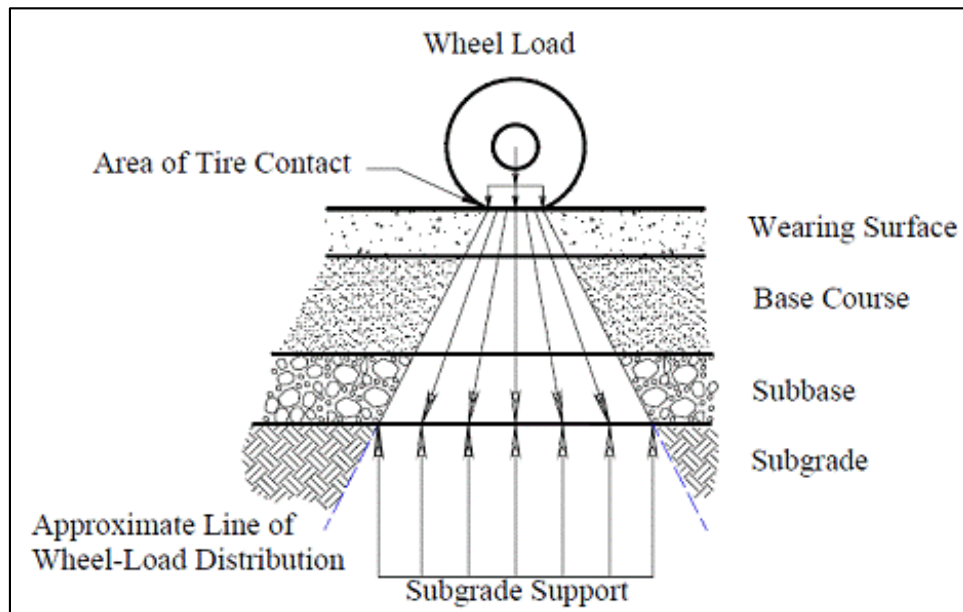 Wheel Load
Area of Tire Contact
Wearing Surface
Base Course
Subbase
Subgrade
Approximate Line of
Wheel-Load Distribution
Subgrade Support